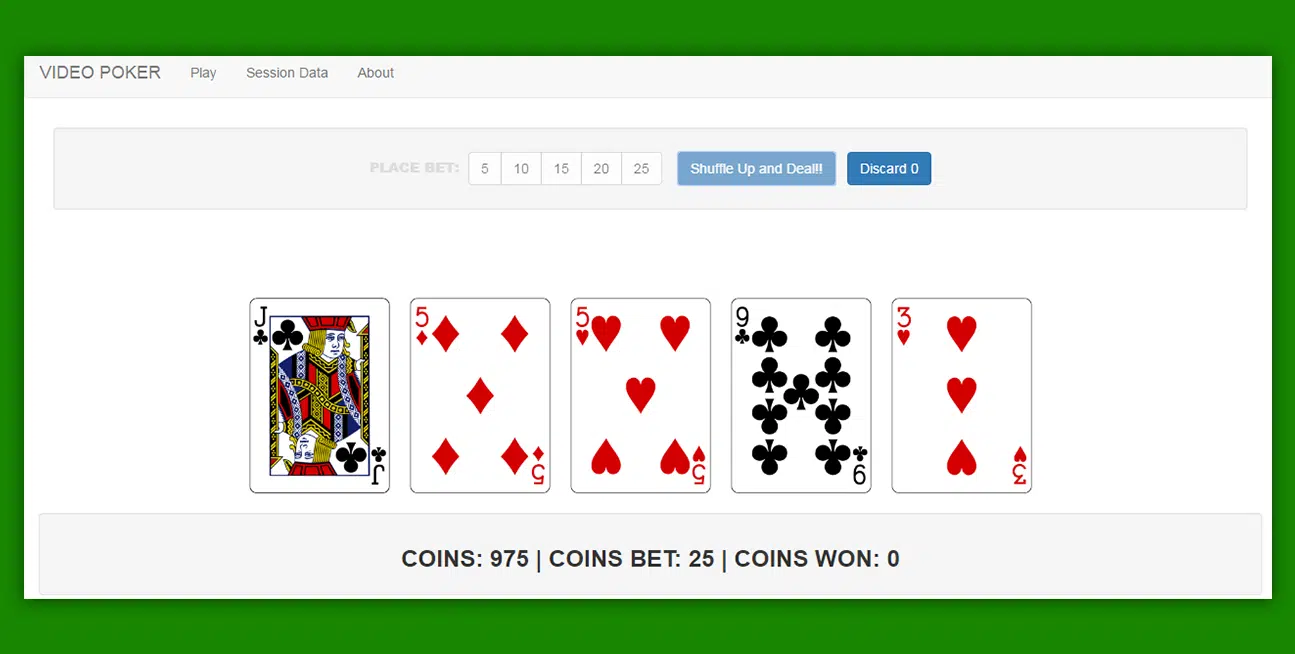 VIDEO POKER Play Session Data About
PLACE BET: 5 10 15 20 25 Shuffle Up and Deal!! Discard 0
J 5 5 9 3
J 5 5 9 3
COINS: 975 | COINS BET: 25 | COINS WON: 0